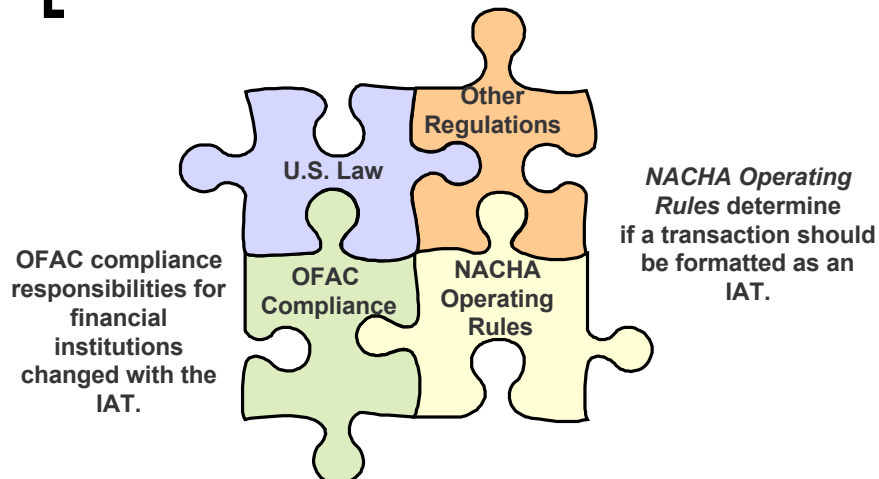 Other
Regulations
U.S. Law
NACHA Operating
Rules determine
if a transaction should
be formatted as an
IAT.
OFAC compliance
responsibilities for
financial
institutions
changed with the
IAT.
OFAC
Compliance
NACHA
Operating
Rules